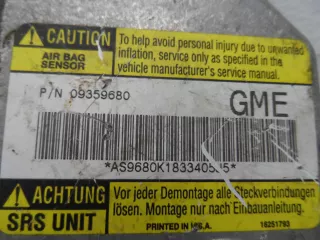 CAUTION
AIR BAG
SENSOR
To help avoid personal injury due to unwanted
inflation, service only as specified in the
vehicle manufacturer's service manual.
P/N 09359680
GME
ACHTUNG
SRS UNIT
Vor jeder Demontage alle Steckverbindungen
lösen. Montage nur nach Einbauanleitung.
PRINTED IN U.S.A.
16251793